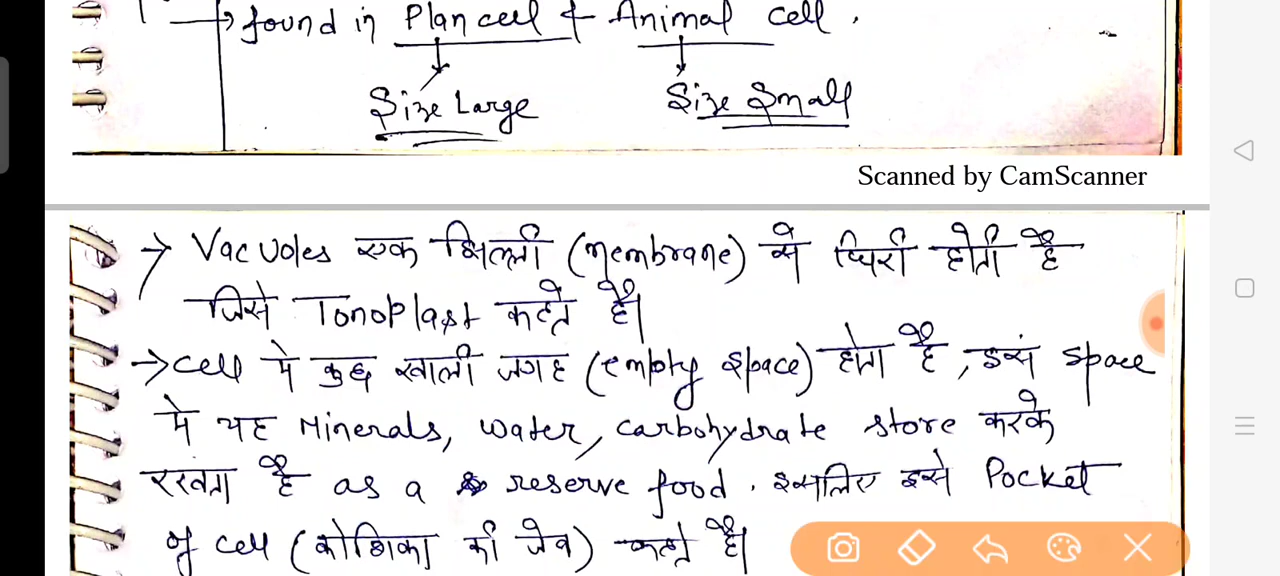 → found in Plan cell & Animal cell.
Size Large Size Small
Scanned by CamScanner
→ Vacuoles एक झिल्ली (membrane) से घिरी होती है
जिसे Tonoplast कहते है।
→ cell मे कुछ खाली जगह (empty space) होता है, इस space
मे यह Minerals, water, carbohydrate store करके
रखता है as a reserve food. इसलिए इसे Pocket
of cell (कोशिका की जेब) कहते है।